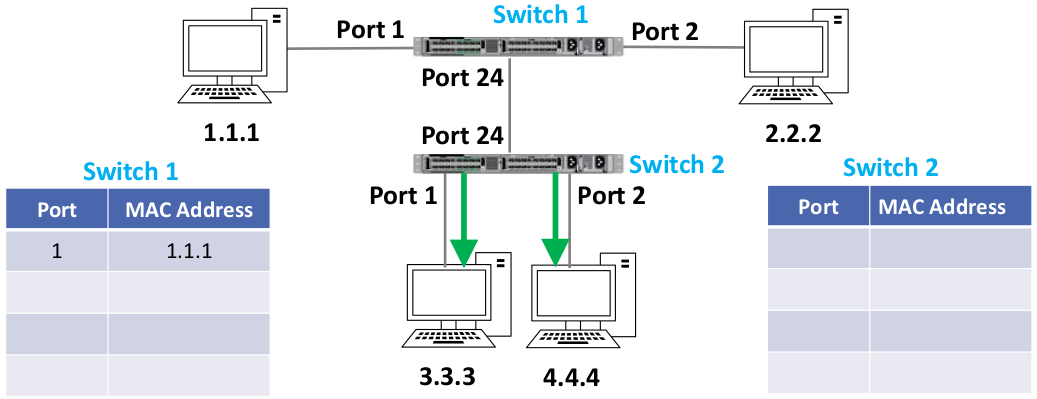 Switch 1
Port 1
Port 2
Port 24
1.1.1
2.2.2
Port 24
Switch 2
Port 1
Port 2
3.3.3
4.4.4
Switch 1
Port MAC Address
1 1.1.1
Switch 2
Port MAC Address